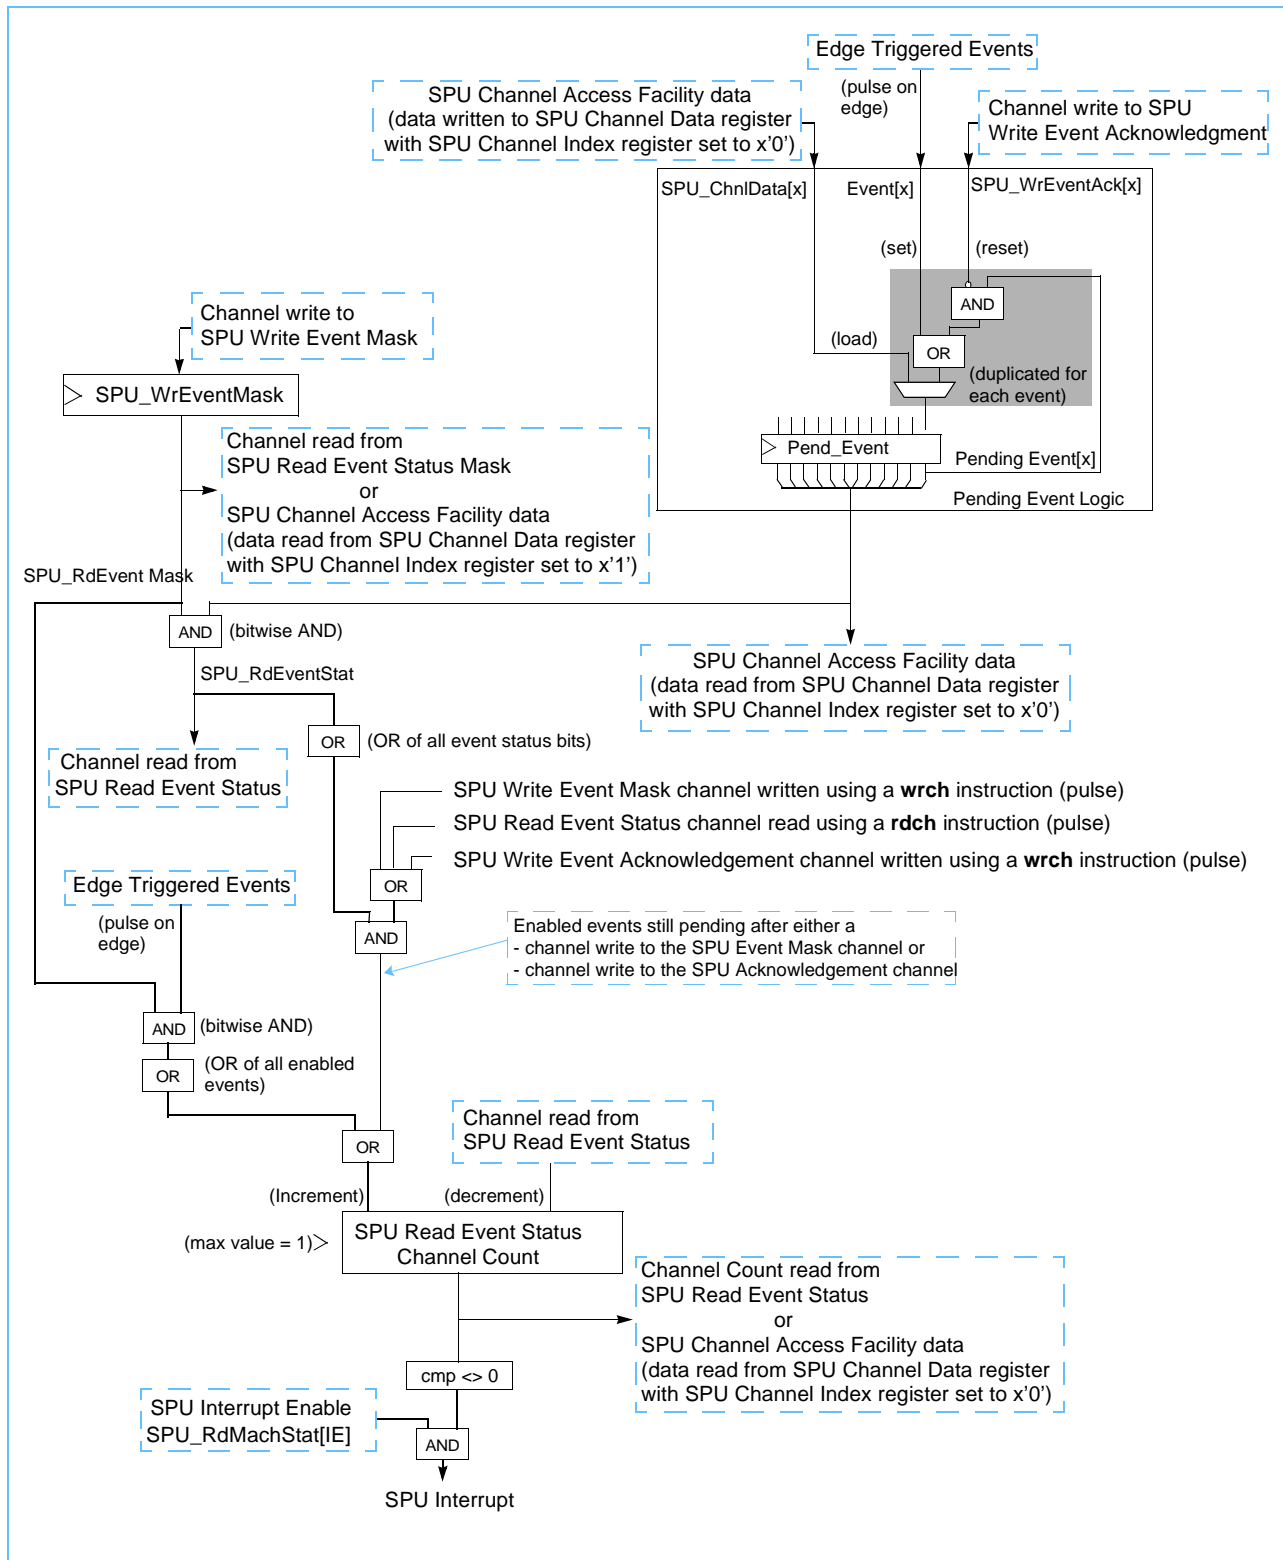 Edge Triggered Events
(pulse on
edge)
SPU Channel Access Facility data
(data written to SPU Channel Data register
with SPU Channel Index register set to x'0')
Channel write to SPU
Write Event Acknowledgment
SPU_ChnlData[x]
Event[x]
SPU_WrEventAck[x]
(set)
(reset)
AND
(load)
OR
(duplicated for
each event)
Pend_Event
Pending Event[x]
Pending Event Logic
Channel write to
SPU Write Event Mask
SPU_WrEventMask
Channel read from
SPU Read Event Status Mask
or
SPU Channel Access Facility data
(data read from SPU Channel Data register
with SPU Channel Index register set to x'1')
SPU_RdEvent Mask
AND
(bitwise AND)
SPU_RdEventStat
SPU Channel Access Facility data
(data read from SPU Channel Data register
with SPU Channel Index register set to x'0')
OR
(OR of all event status bits)
Channel read from
SPU Read Event Status
SPU Write Event Mask channel written using a wrch instruction (pulse)
SPU Read Event Status channel read using a rdch instruction (pulse)
SPU Write Event Acknowledgement channel written using a wrch instruction (pulse)
OR
Edge Triggered Events
(pulse on
edge)
AND
Enabled events still pending after either a
- channel write to the SPU Event Mask channel or
- channel write to the SPU Acknowledgement channel
AND
(bitwise AND)
OR
(OR of all enabled
events)
Channel read from
SPU Read Event Status
OR
(Increment)
(decrement)
(max value = 1)
SPU Read Event Status
Channel Count
Channel Count read from
SPU Read Event Status
or
SPU Channel Access Facility data
(data read from SPU Channel Data register
with SPU Channel Index register set to x'0')
cmp <> 0
SPU Interrupt Enable
SPU_RdMachStat[IE]
AND
SPU Interrupt